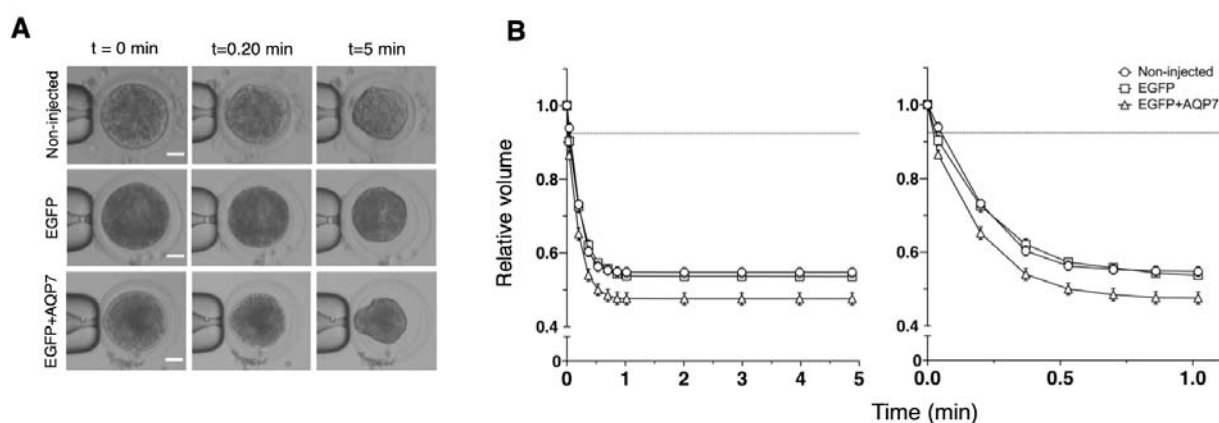 A
t = 0 min
t=0.20 min
t=5 min
Non-injected
EGFP
EGFP+AQP7
B
Relative volume
1.0
0.8
0.6
0.4
0
0
1
2
3
4
5
1.0
0.8
0.6
0.4
0
0.0
0.5
1.0
Non-injected
EGFP
EGFP+AQP7
Time (min)